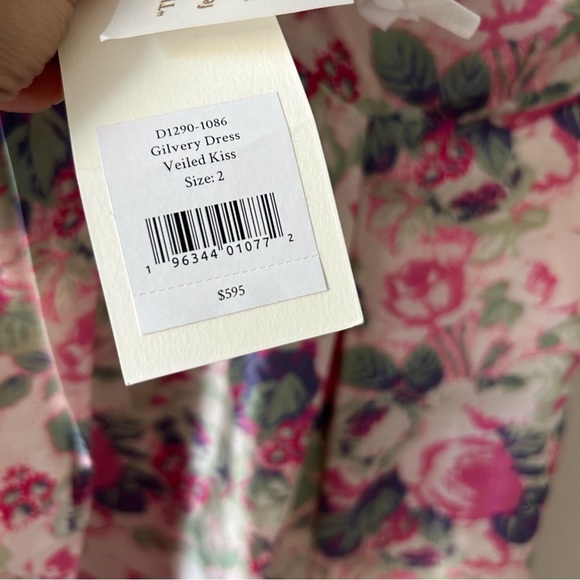 D1290-1086
Gilvery Dress
Veiled Kiss
Size: 2
1 96344 01077 2
$595